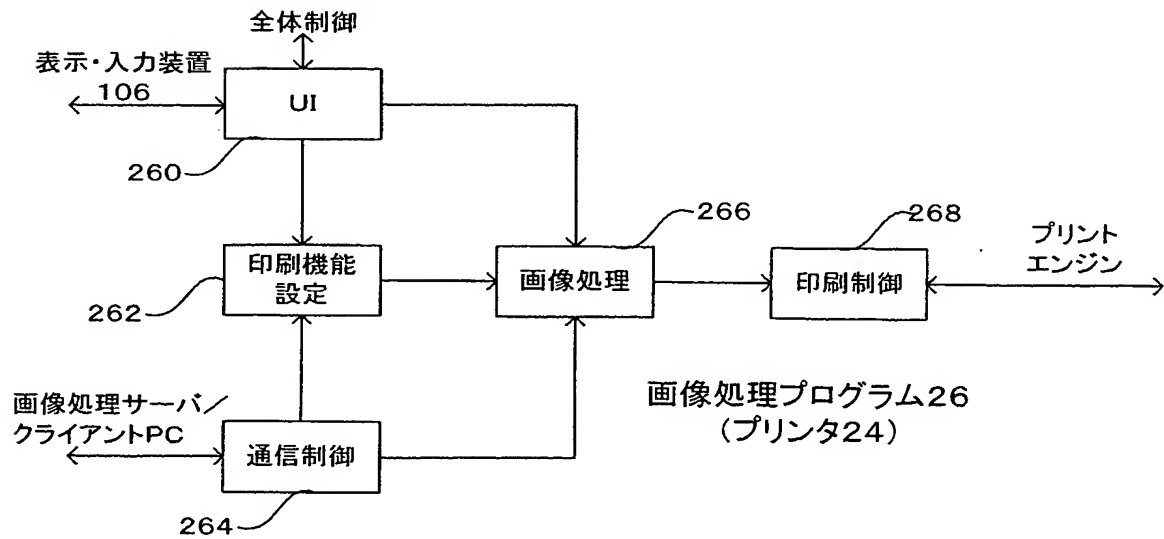 全体制御
表示・入力装置
106
UI
260
266
268
プリント
エンジン
印刷機能
設定
画像処理
印刷制御
262
画像処理サーバ/
クライアントPC
画像処理プログラム26
(プリンタ24)
通信制御
264